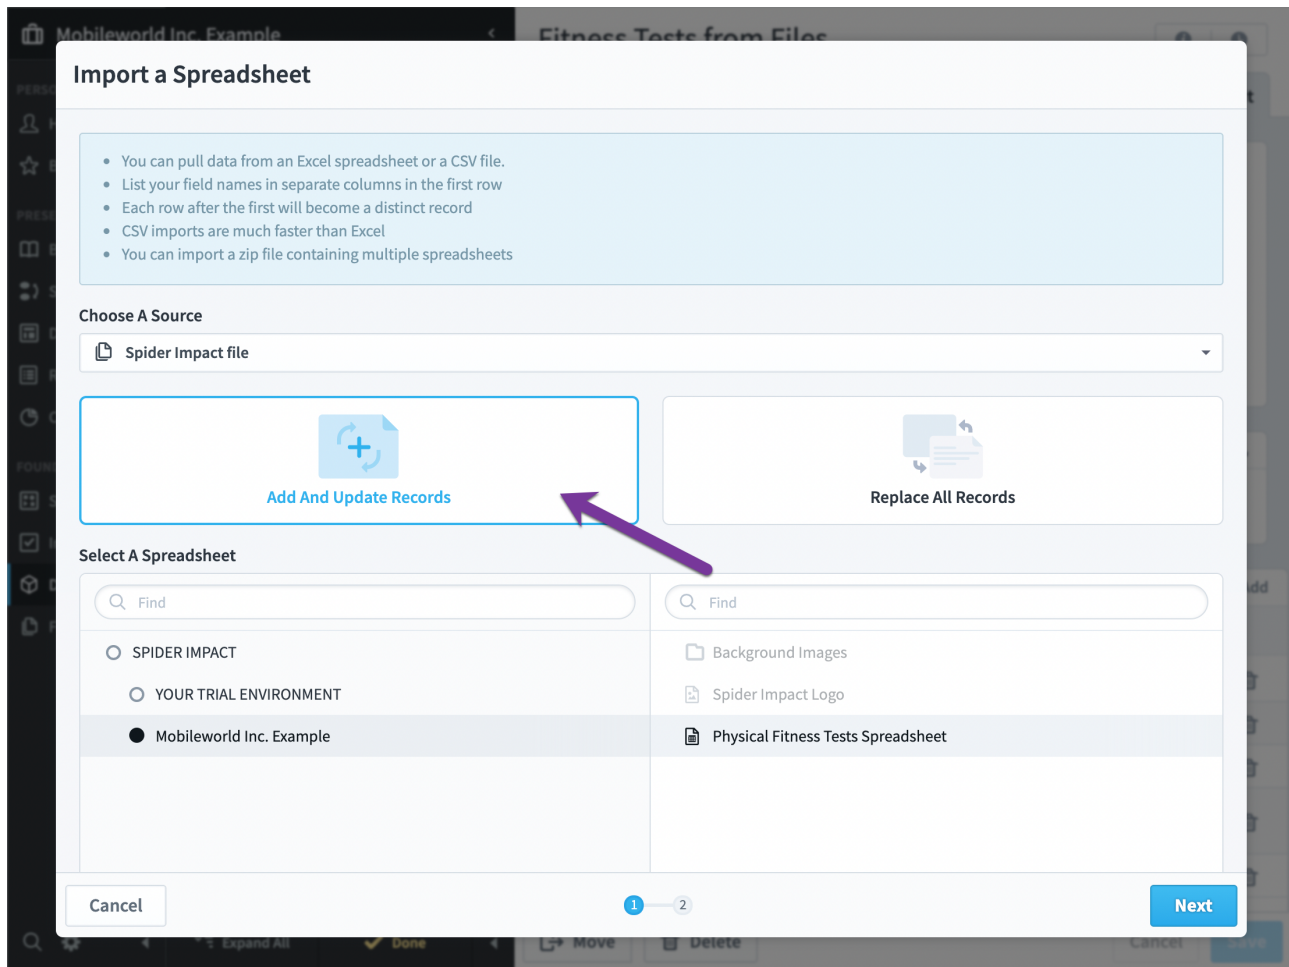 Mobileworld Inc. Example
Fitness Tests from Files
Import a Spreadsheet
You can pull data from an Excel spreadsheet or a CSV file.
List your field names in separate columns in the first row
Each row after the first will become a distinct record
CSV imports are much faster than Excel
You can import a zip file containing multiple spreadsheets
Choose A Source
Spider Impact file
Add And Update Records
Replace All Records
Select A Spreadsheet
Find
Find
SPIDER IMPACT
Background Images
YOUR TRIAL ENVIRONMENT
Spider Impact Logo
Mobileworld Inc. Example
Physical Fitness Tests Spreadsheet
Cancel
1
2
Next
Expand All
Done
Move
Delete
Cancel
Save